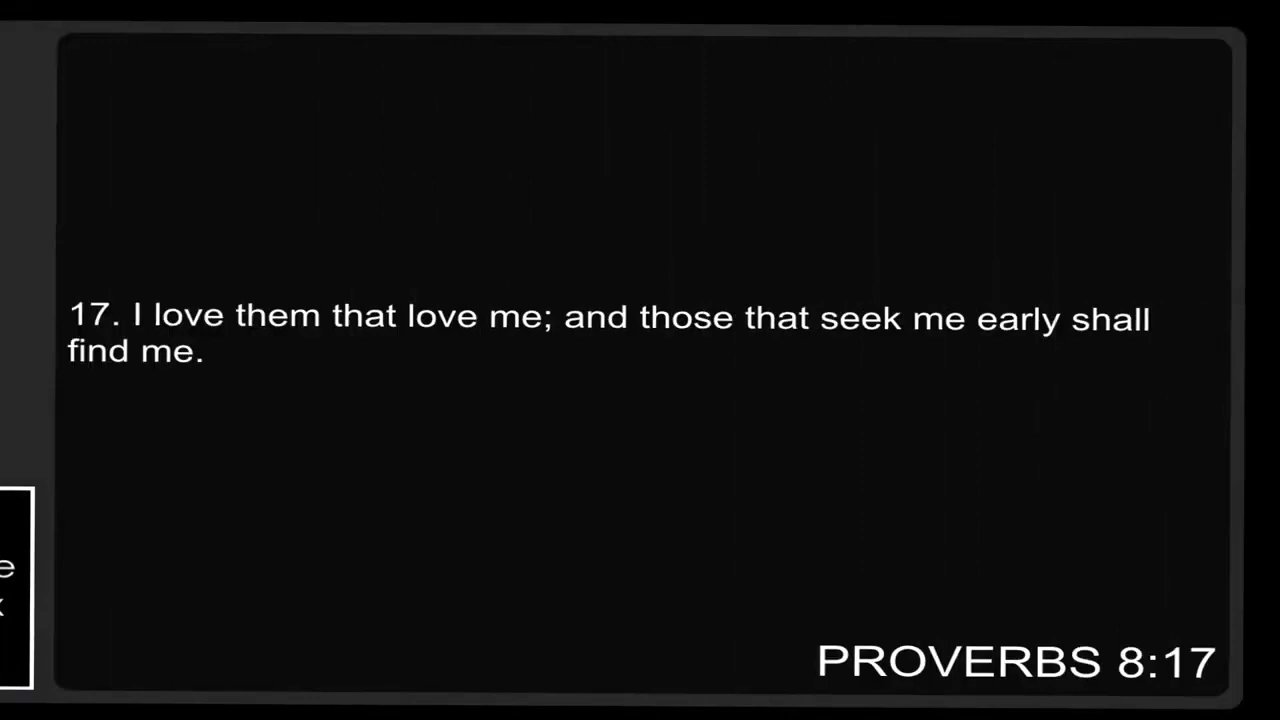 17. I love them that love me; and those that seek me early shall
find me.
e
x
PROVERBS 8:17